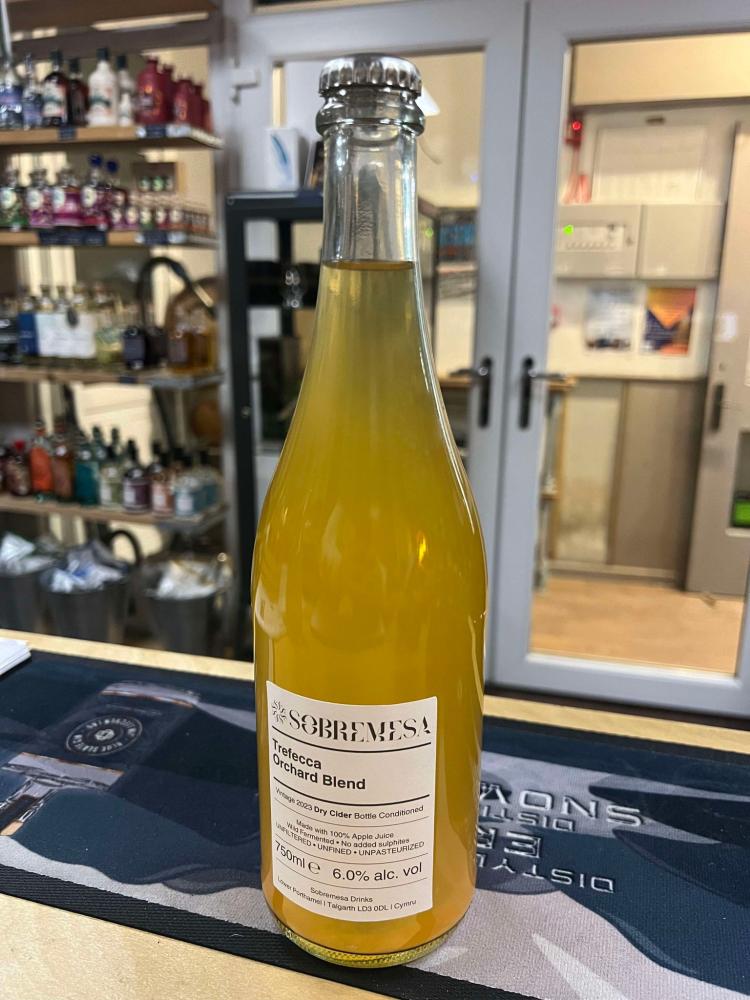 SOBREMESA
Trefecca
Orchard Blend
Vintage 2023 Dry Cider Bottle Conditioned
Made with 100% Apple Juice
Wild Fermented • No added sulphites
UNFILTERED • UNFINED • UNPASTEURIZED
750ml ℮ 6.0% alc. vol
Sobremesa Drinks
Lower Porthamel | Talgarth LD3 0DL | Cymru